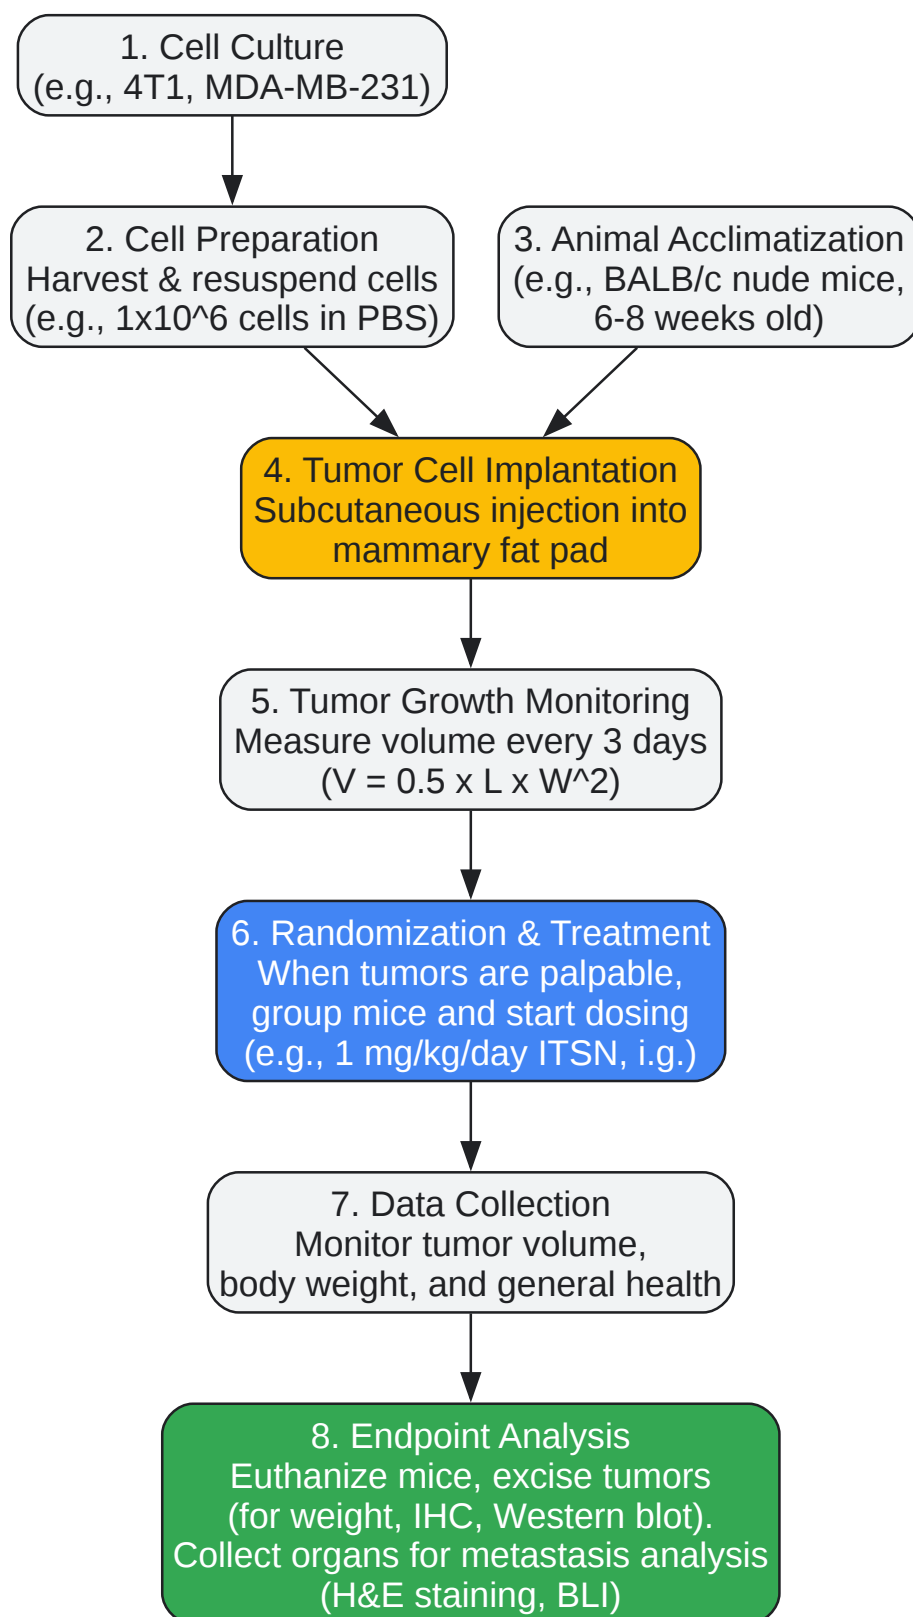 1. Cell Culture
(e.g., 4T1, MDA-MB-231)
2. Cell Preparation
Harvest & resuspend cells
(e.g., 1x10^6 cells in PBS)
3. Animal Acclimatization
(e.g., BALB/c nude mice,
6-8 weeks old)
4. Tumor Cell Implantation
Subcutaneous injection into
mammary fat pad
5. Tumor Growth Monitoring
Measure volume every 3 days
(V = 0.5 x L x W^2)
6. Randomization & Treatment
When tumors are palpable,
group mice and start dosing
(e.g., 1 mg/kg/day ITSN, i.g.)
7. Data Collection
Monitor tumor volume,
body weight, and general health
8. Endpoint Analysis
Euthanize mice, excise tumors
(for weight, IHC, Western blot).
Collect organs for metastasis analysis
(H&E staining, BLI)